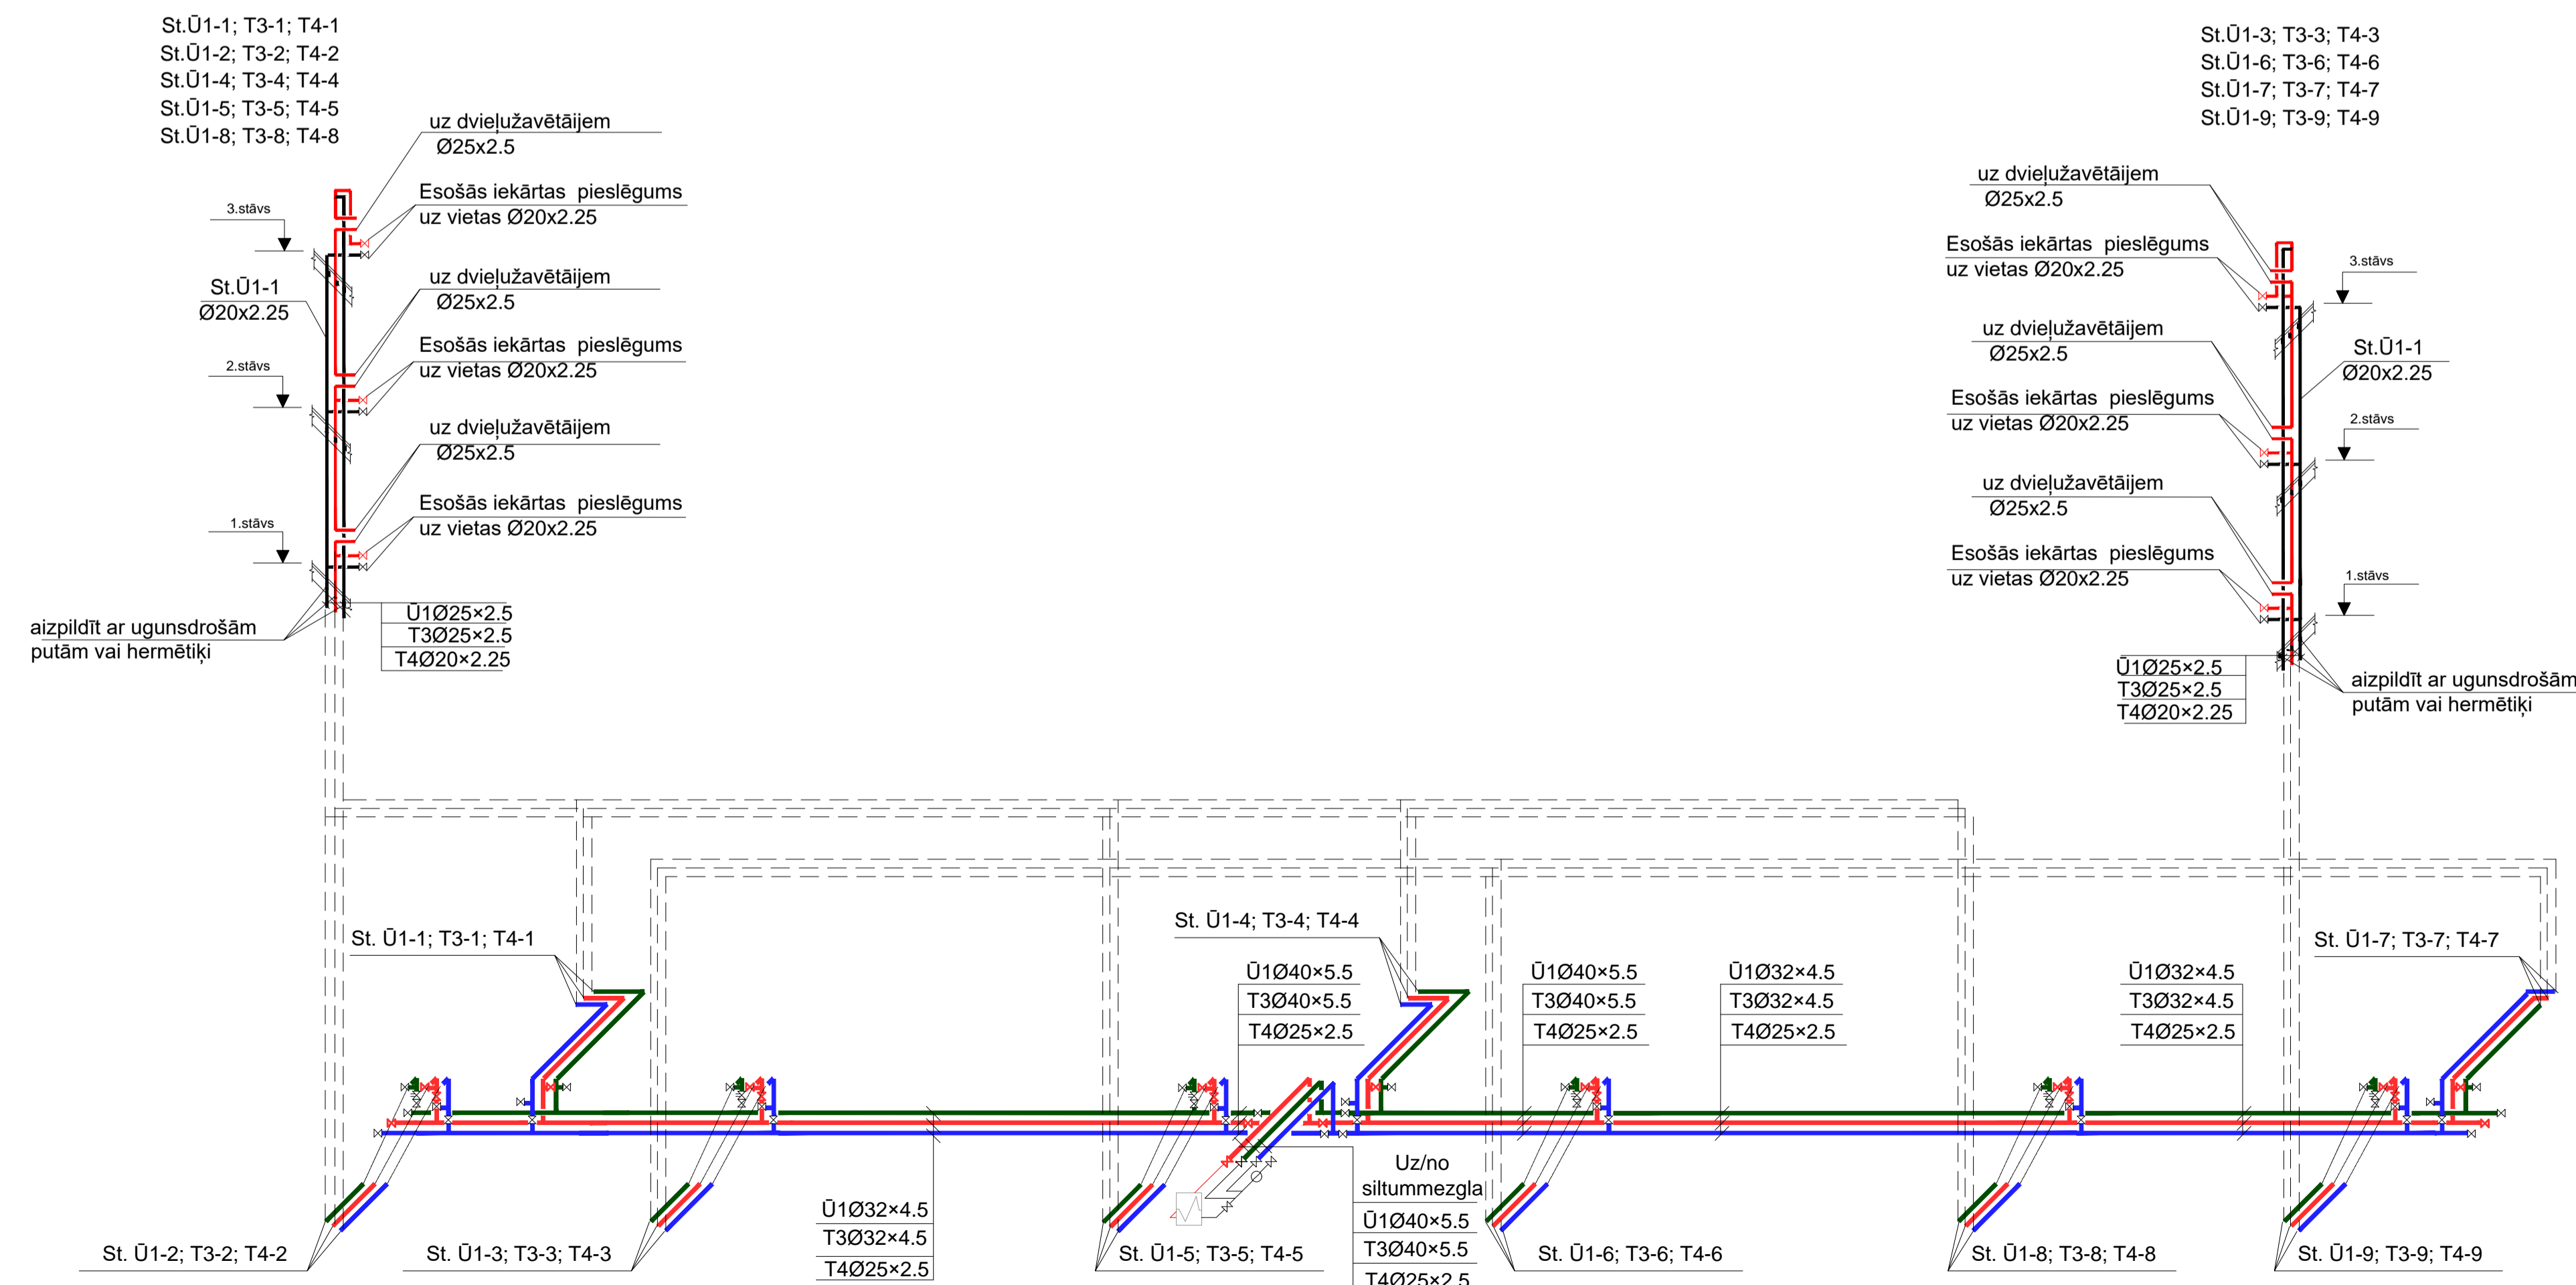 St.Ū1-1; T3-1; T4-1
St.Ū1-2; T3-2; T4-2
St.Ū1-4; T3-4; T4-4
St.Ū1-5; T3-5; T4-5
St.Ū1-8; T3-8; T4-8
uz dvieļužavētāijem
Ø25x2.5
Esošās iekārtas pieslēgums
uz vietas Ø20x2.25
3.stāvs
St.Ū1-1
Ø20x2.25
uz dvieļužavētāijem
Ø25x2.5
Esošās iekārtas pieslēgums
uz vietas Ø20x2.25
2.stāvs
uz dvieļužavētāijem
Ø25x2.5
Esošās iekārtas pieslēgums
uz vietas Ø20x2.25
1.stāvs
aizpildīt ar ugunsdrošām
putām vai hermētiķi
Ū1Ø25×2.5
T3Ø25×2.5
T4Ø20×2.25
St.Ū1-3; T3-3; T4-3
St.Ū1-6; T3-6; T4-6
St.Ū1-7; T3-7; T4-7
St.Ū1-9; T3-9; T4-9
uz dvieļužavētāijem
Ø25x2.5
Esošās iekārtas pieslēgums
uz vietas Ø20x2.25
3.stāvs
uz dvieļužavētāijem
Ø25x2.5
St.Ū1-1
Ø20x2.25
Esošās iekārtas pieslēgums
uz vietas Ø20x2.25
2.stāvs
uz dvieļužavētāijem
Ø25x2.5
Esošās iekārtas pieslēgums
uz vietas Ø20x2.25
1.stāvs
Ū1Ø25×2.5
T3Ø25×2.5
T4Ø20×2.25
aizpildīt ar ugunsdrošām
putām vai hermētiķi
St. Ū1-1; T3-1; T4-1
St. Ū1-4; T3-4; T4-4
St. Ū1-7; T3-7; T4-7
Ū1Ø40×5.5
T3Ø40×5.5
T4Ø25×2.5
Ū1Ø40×5.5
T3Ø40×5.5
T4Ø25×2.5
Ū1Ø32×4.5
T3Ø32×4.5
T4Ø25×2.5
Ū1Ø32×4.5
T3Ø32×4.5
T4Ø25×2.5
Ū1Ø32×4.5
T3Ø32×4.5
T4Ø25×2.5
Uz/no
siltummezgla
Ū1Ø40×5.5
T3Ø40×5.5
T4Ø25×2.5
St. Ū1-2; T3-2; T4-2
St. Ū1-3; T3-3; T4-3
St. Ū1-5; T3-5; T4-5
St. Ū1-6; T3-6; T4-6
St. Ū1-8; T3-8; T4-8
St. Ū1-9; T3-9; T4-9